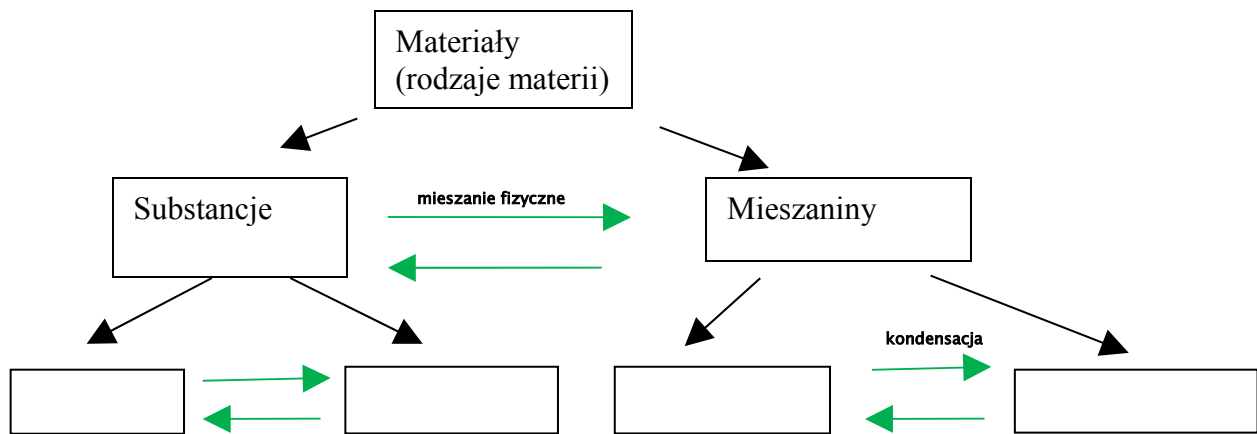 Materiały
(rodzaje materii)
Substancje
mieszanie fizyczne
Mieszaniny
kondensacja